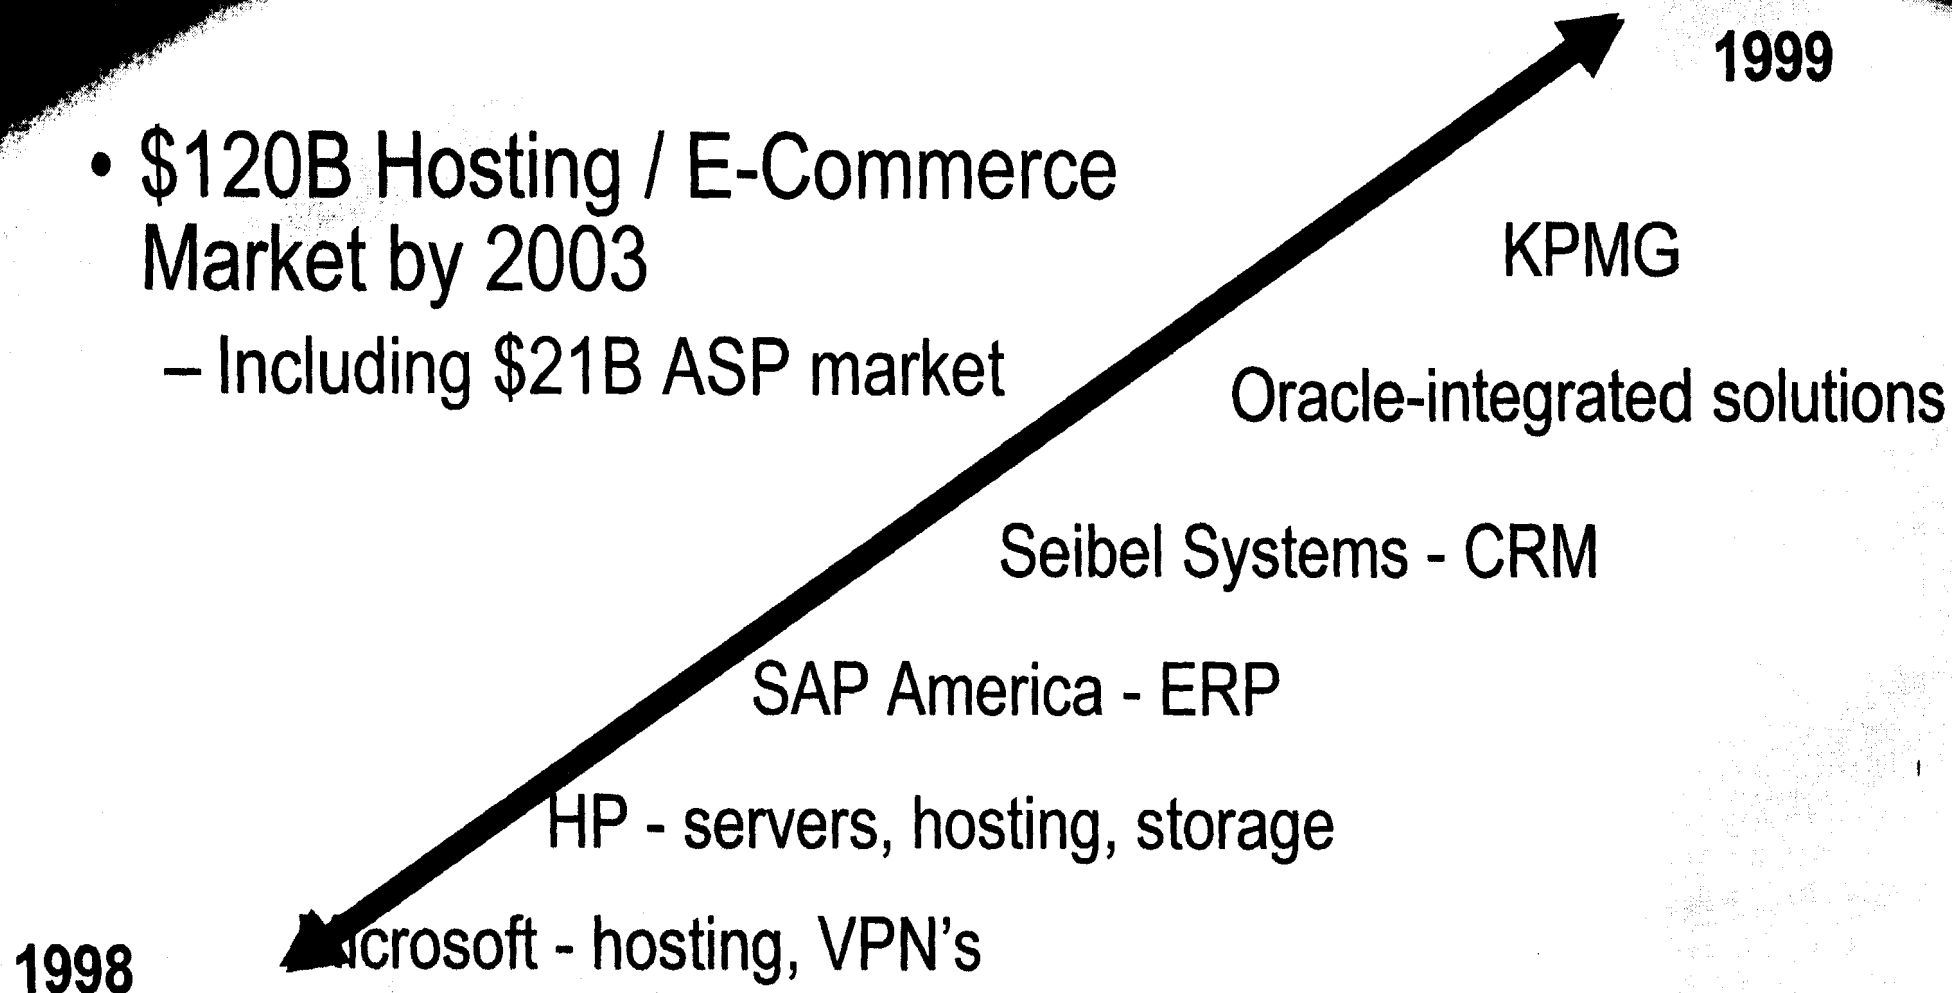 1999
• $120B Hosting / E-Commerce
Market by 2003
– Including $21B ASP market
KPMG
Oracle-integrated solutions
Seibel Systems - CRM
SAP America - ERP
HP - servers, hosting, storage
Microsoft - hosting, VPN's
1998